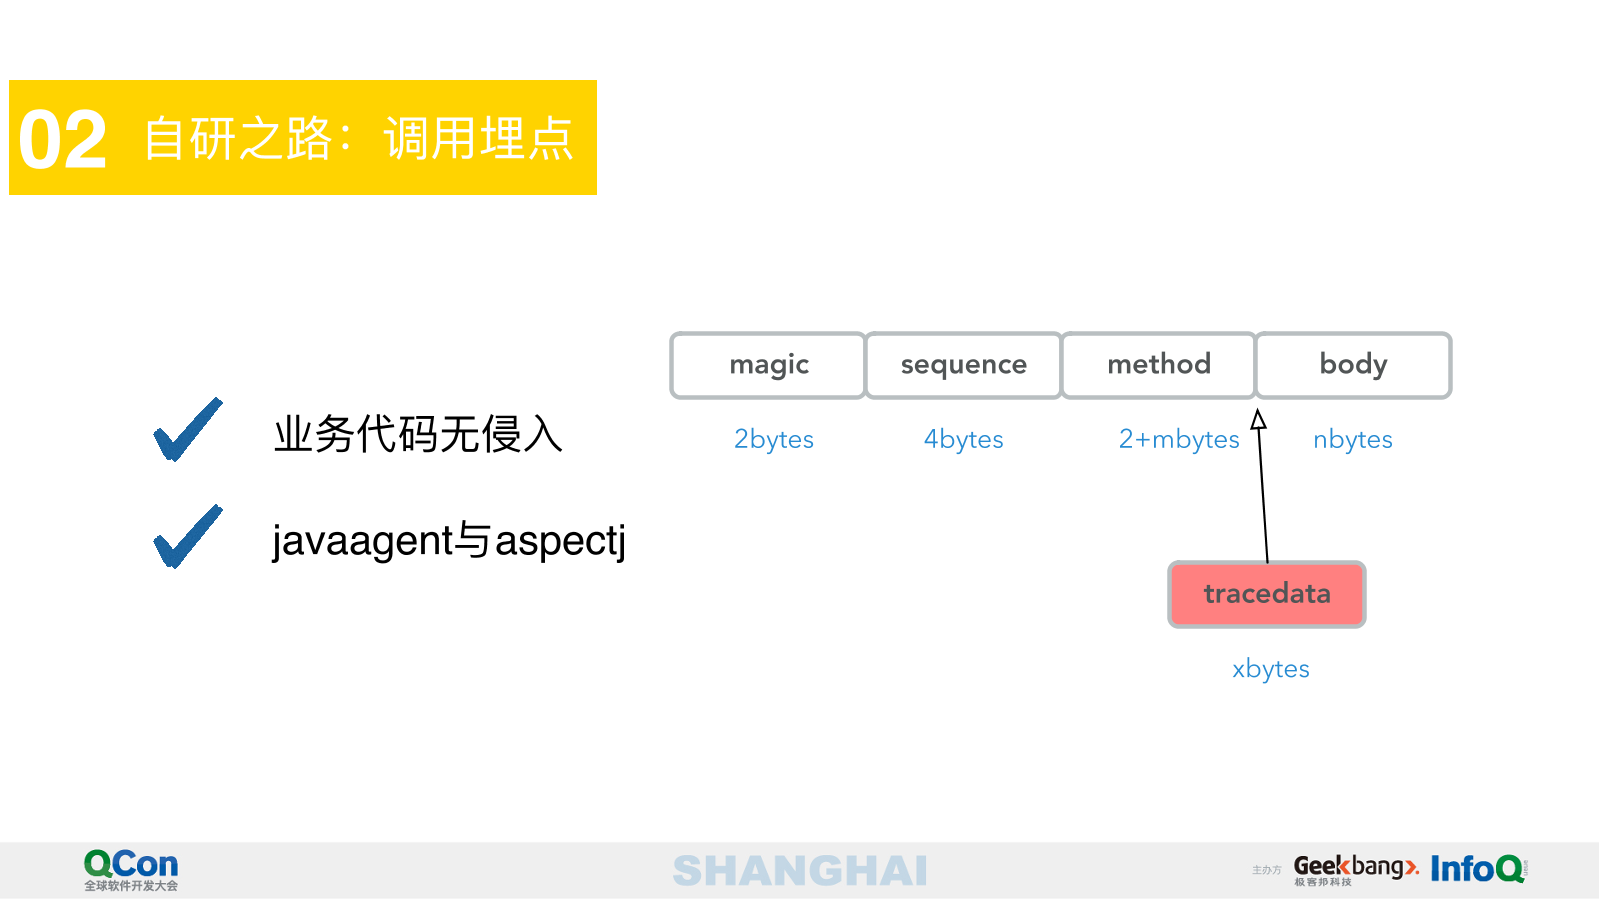 02 自研之路：调用埋点
业务代码无侵入
javaagent与aspectj
magic sequence method body
2bytes 4bytes 2+mbytes nbytes
tracedata
xbytes
QCon
全球软件开发大会
SHANGHAI
主办方 Geekbang>. InfoQ
极客邦科技